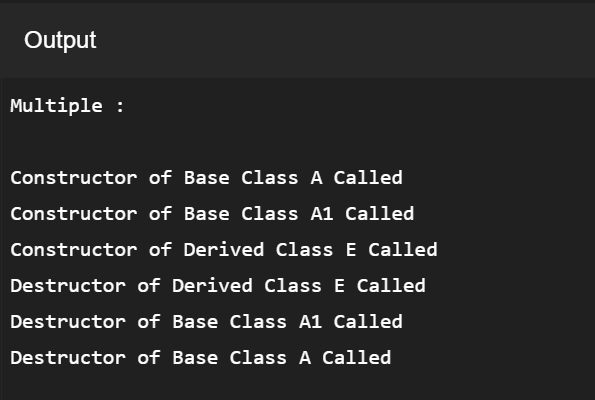 Output
Multiple :
Constructor of Base Class A Called
Constructor of Base Class A1 Called
Constructor of Derived Class E Called
Destructor of Derived Class E Called
Destructor of Base Class A1 Called
Destructor of Base Class A Called